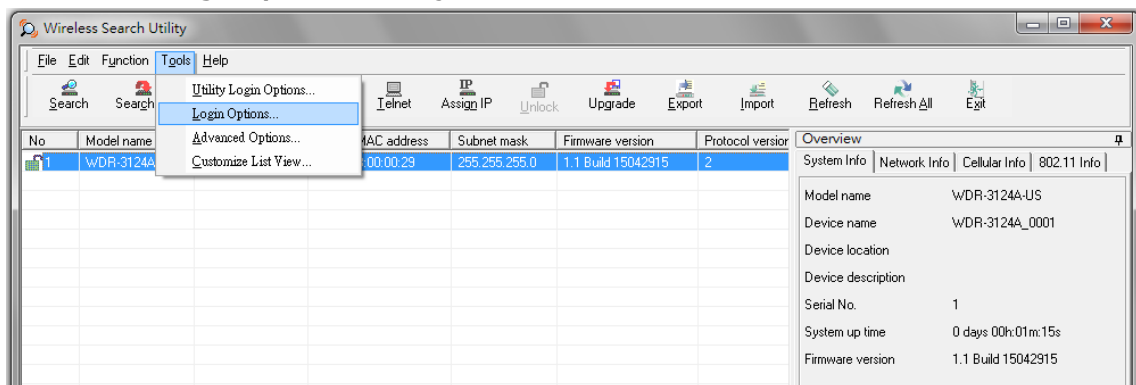 Wireless Search Utility
File Edit Function Tools Help
Search Search Telnet Assign IP Unlock Upgrade Export Import Refresh Refresh All Exit
Utility Login Options...
Login Options...
Advanced Options...
Customize List View...
No Model name MAC address Subnet mask Firmware version Protocol version
1 WDR-3124A :00:00:29 255.255.255.0 1.1 Build 15042915 2
Overview
System Info Network Info Cellular Info 802.11 Info
Model name WDR-3124A-US
Device name WDR-3124A_0001
Device location
Device description
Serial No. 1
System up time 0 days 00h:01m:15s
Firmware version 1.1 Build 15042915